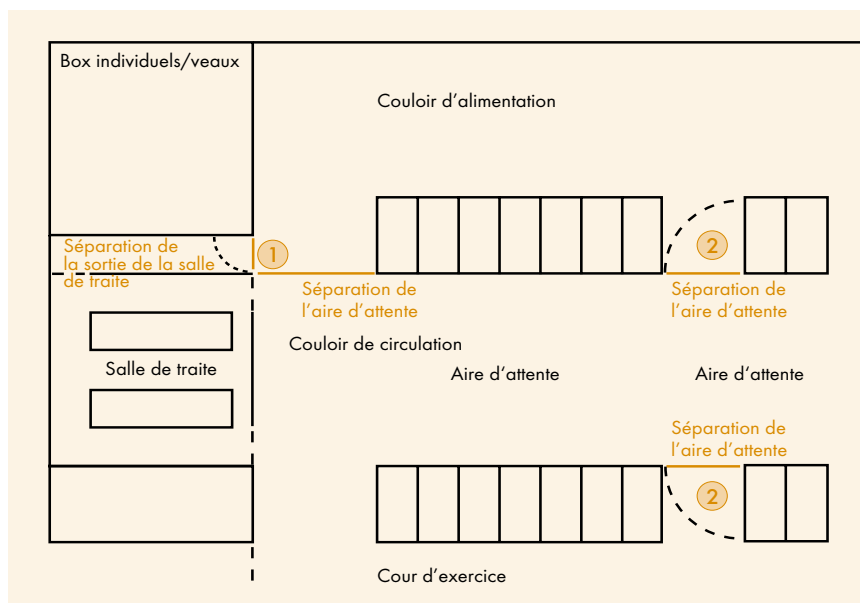 Box individuels/veaux
Couloir d'alimentation
Séparation de
la sortie de la salle
de traite
1
2
Séparation de
l'aire d'attente
Séparation de
l'aire d'attente
Couloir de circulation
Salle de traite
Aire d'attente
Aire d'attente
Séparation de
l'aire d'attente
2
Cour d'exercice